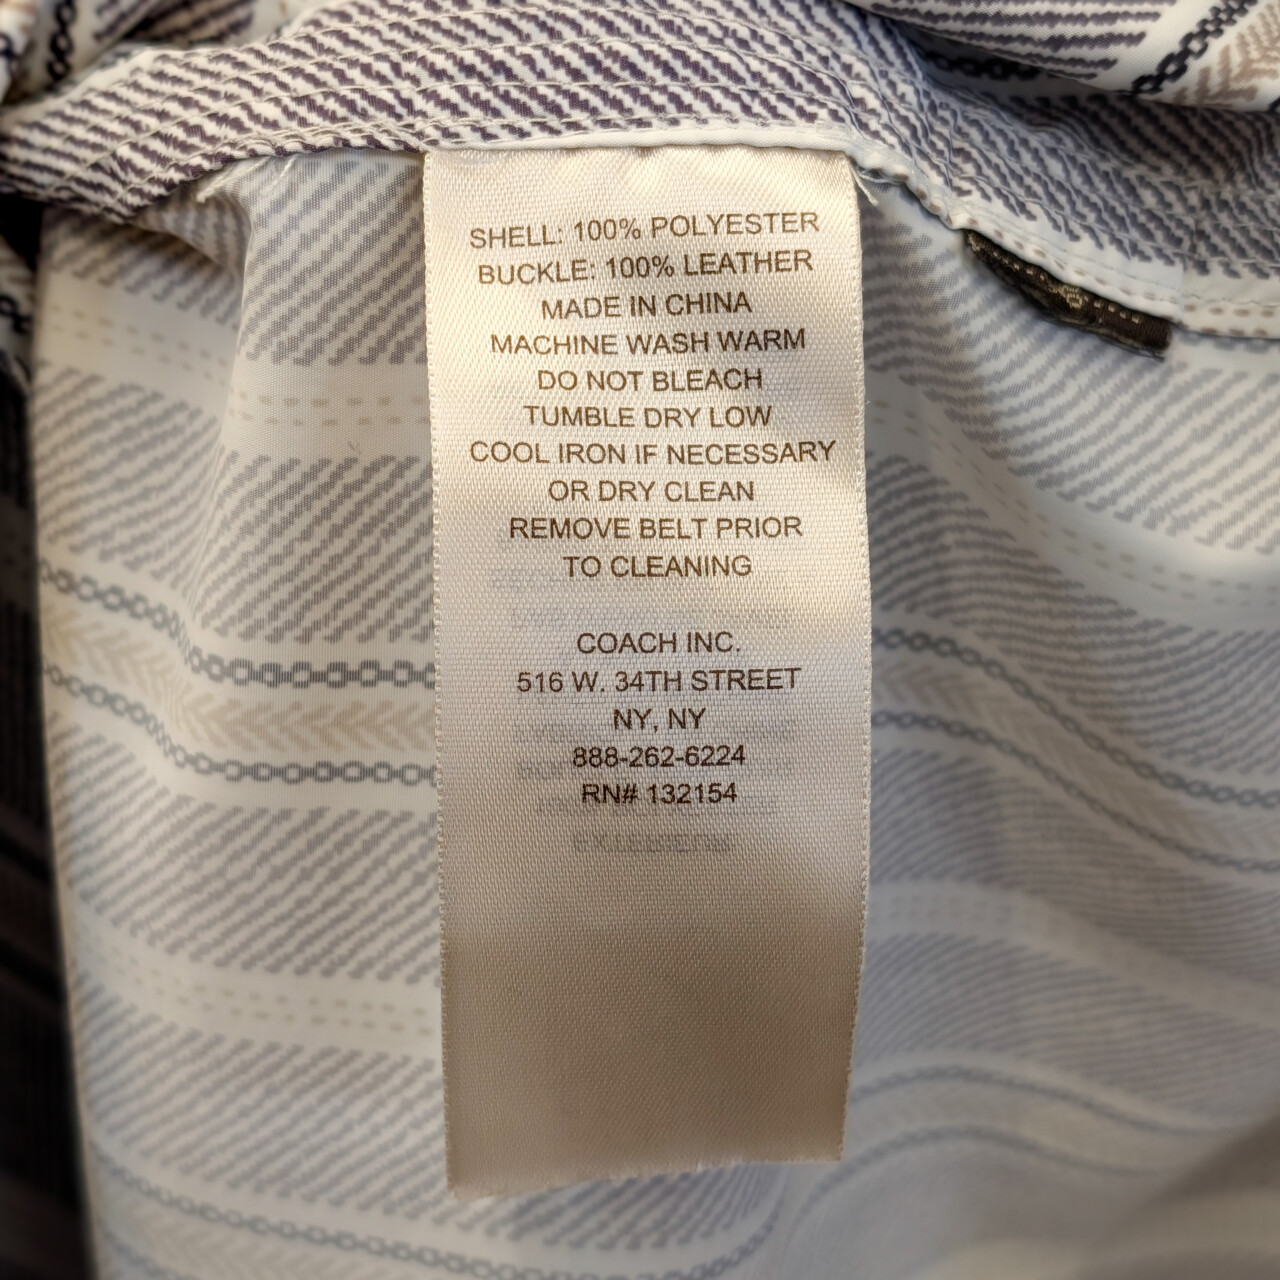 SHELL: 100% POLYESTER
BUCKLE: 100% LEATHER
MADE IN CHINA
MACHINE WASH WARM
DO NOT BLEACH
TUMBLE DRY LOW
COOL IRON IF NECESSARY
OR DRY CLEAN
REMOVE BELT PRIOR
TO CLEANING
COACH INC.
516 W. 34TH STREET
NY, NY
888-262-6224
RN# 132154